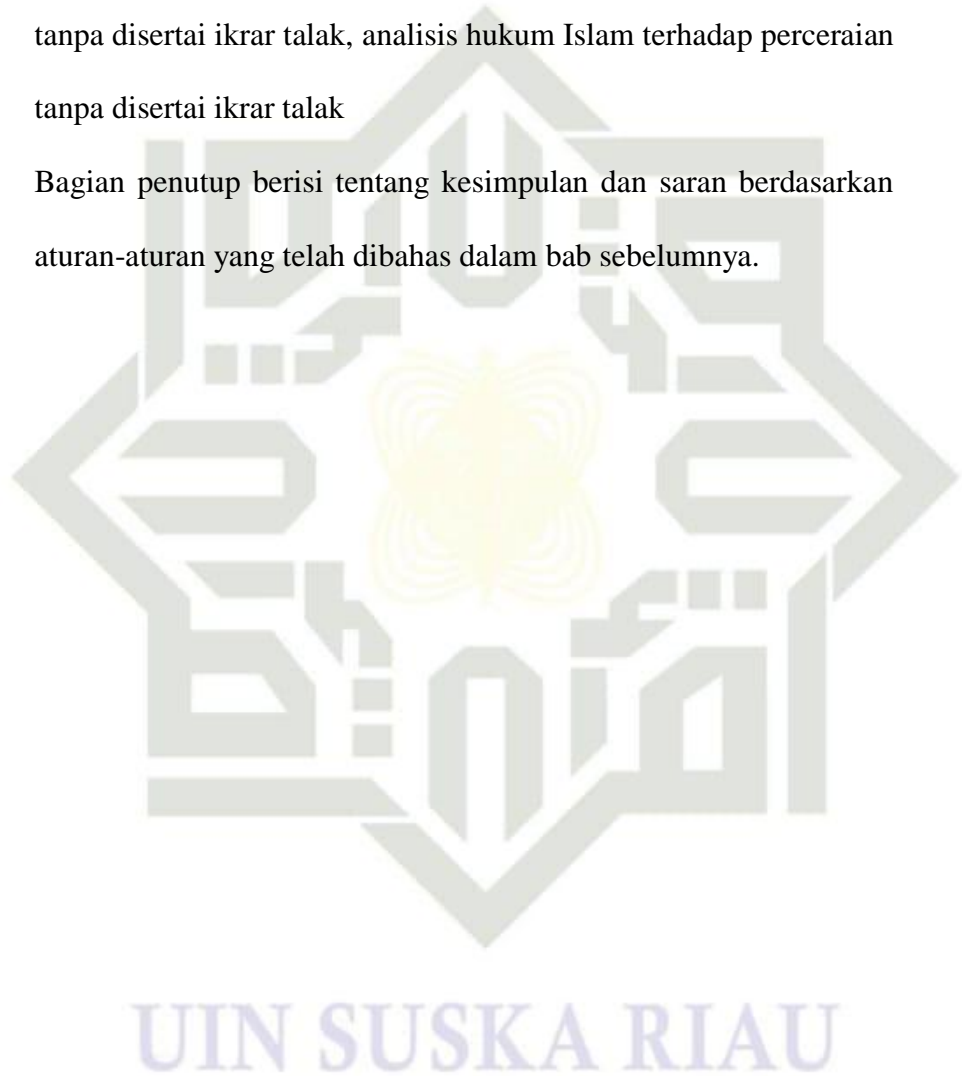 tanpa disertai ikrar talak, analisis hukum Islam terhadap perceraian
tanpa disertai ikrar talak
Bagian penutup berisi tentang kesimpulan dan saran berdasarkan
aturan-aturan yang telah dibahas dalam bab sebelumnya.
UIN SUSKA RIAU